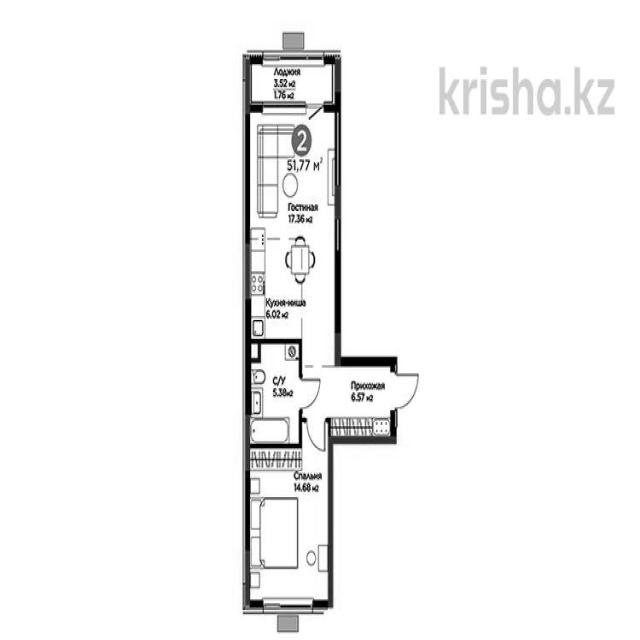 Лоджия
3.52 м2
1.76 м2
krisha.kz
2
51,77 м2
Гостиная
17.36 м2
Кухня-ниша
6.02 м2
С/У
5.38м2
Прихожая
6.57 м2
Спальня
14.68 м2